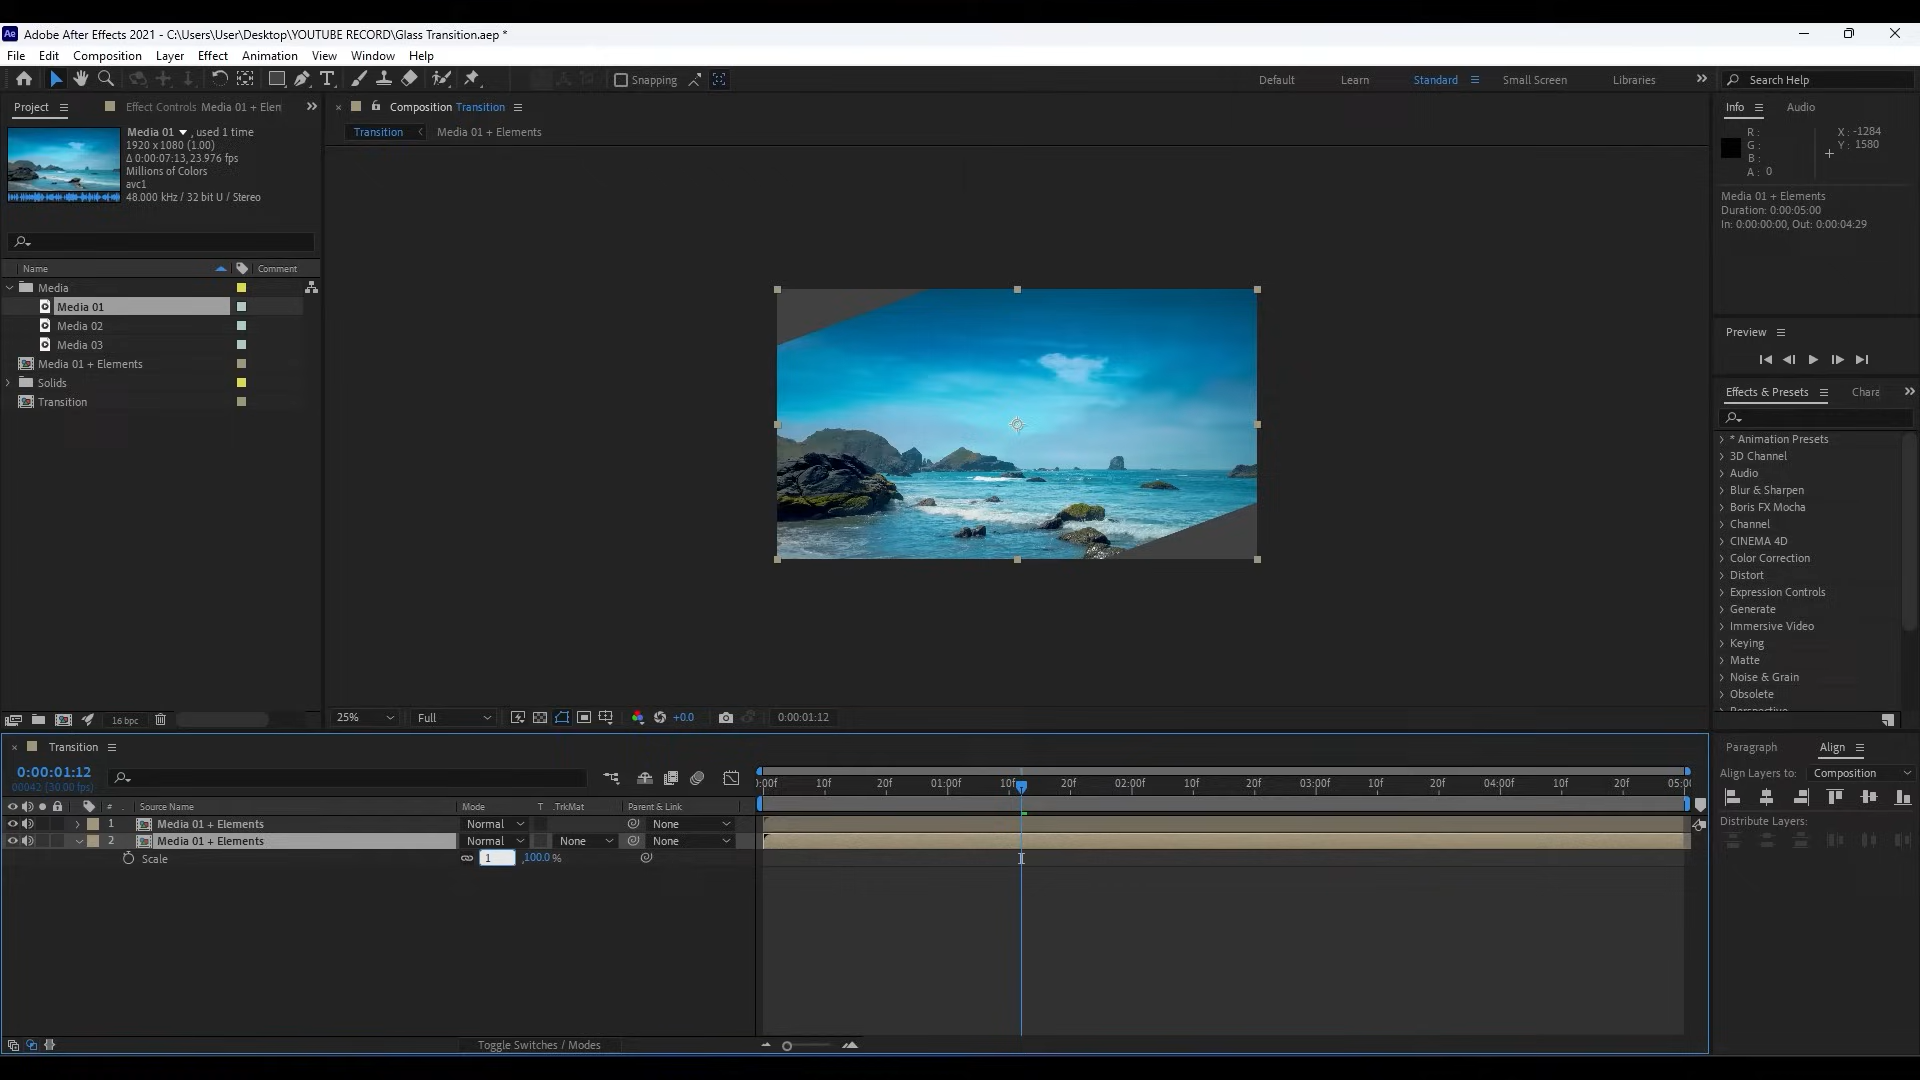 Ae Adobe After Effects 2021 - C:\Users\User\Desktop\YOUTUBE RECORD\Glass Transition.aep *
File Edit Composition Layer Effect Animation View Window Help
Snapping Default Learn Standard Small Screen Libraries Search Help
Project Effect Controls Media 01 + Elen
Composition Transition
Transition Media 01 + Elements
Media 01 , used 1 time
1920 x 1080 (1.00)
Δ 0:00:07:13, 23.976 fps
Millions of Colors
avc1
48.000 kHz / 32 bit U / Stereo
Name Comment
Media
Media 01
Media 02
Media 03
Media 01 + Elements
Solids
Transition
16 bpc
25% Full +0.0 0:00:01:12
Info Audio
R :
G :
B :
A : 0
X : -1284
Y : 1580
Media 01 + Elements
Duration: 0:00:05:00
In: 0:00:00:00, Out: 0:00:04:29
Preview
Effects & Presets Chara
* Animation Presets
3D Channel
Audio
Blur & Sharpen
Boris FX Mocha
Channel
CINEMA 4D
Color Correction
Distort
Expression Controls
Generate
Immersive Video
Keying
Matte
Noise & Grain
Obsolete
Perspective
Paragraph Align
Align Layers to: Composition
Distribute Layers:
Transition
0:00:01:12
00042 (30.00 fps)
:00f 10f 20f 01:00f 10f 20f 02:00f 10f 20f 03:00f 10f 20f 04:00f 10f 20f 05:00
# Source Name Mode T .TrkMat Parent & Link
1 Media 01 + Elements Normal None
2 Media 01 + Elements Normal None None
Scale 1 ,100.0 %
Toggle Switches / Modes